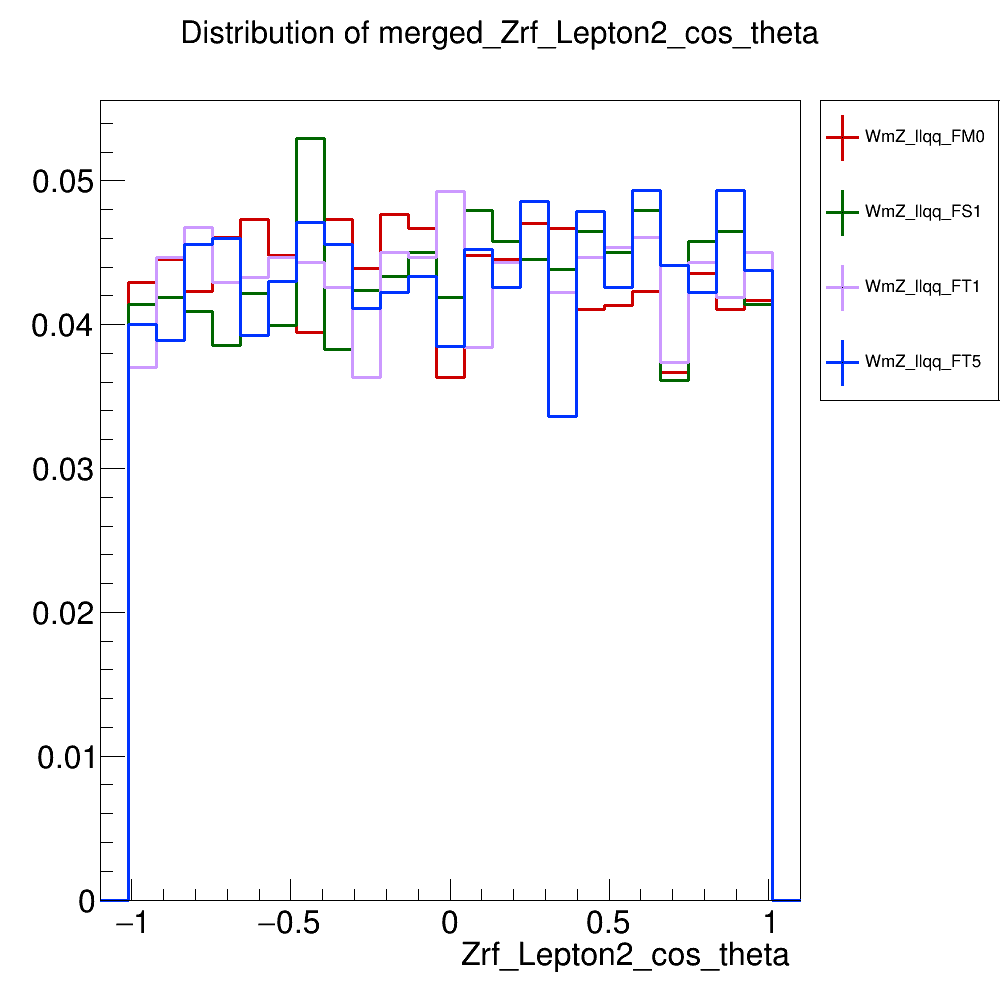 Distribution of merged_Zrf_Lepton2_cos_theta
WmZ_llqq_FM0
WmZ_llqq_FS1
WmZ_llqq_FT1
WmZ_llqq_FT5
0.05
0.04
0.03
0.02
0.01
0
−1 −0.5 0 0.5 1
Zrf_Lepton2_cos_theta